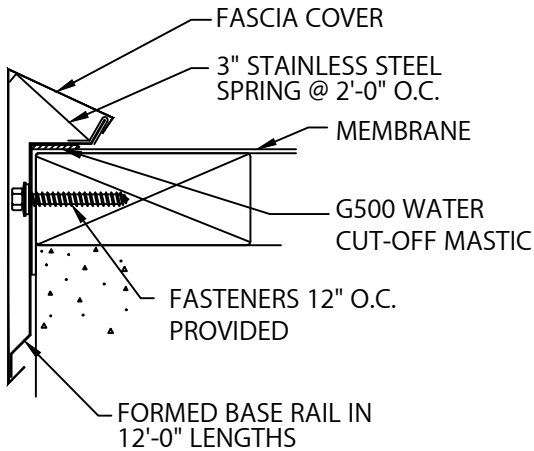 FASCIA COVER
3" STAINLESS STEEL
SPRING @ 2'-0" O.C.
MEMBRANE
G500 WATER
CUT-OFF MASTIC
FASTENERS 12" O.C.
PROVIDED
FORMED BASE RAIL IN
12'-0" LENGTHS